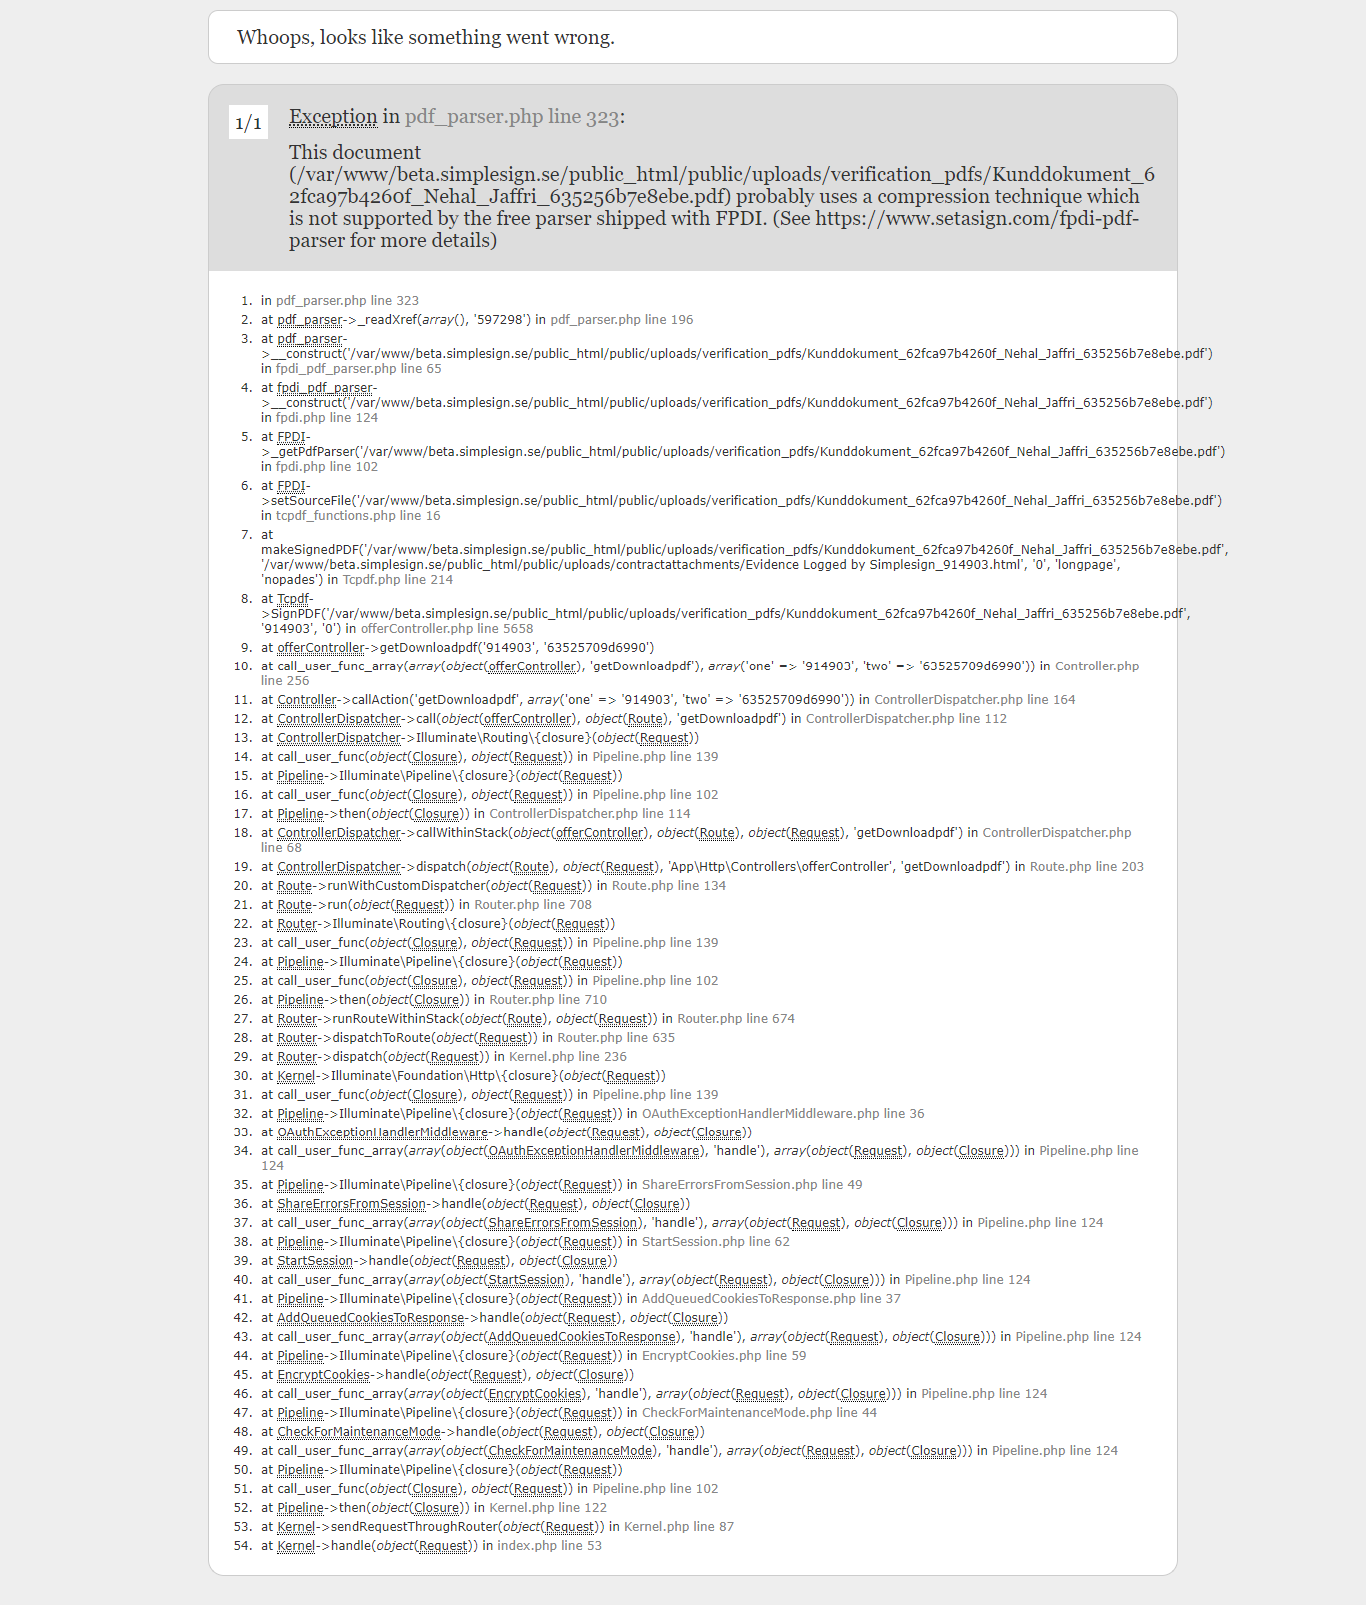 Whoops, looks like something went wrong.
1/1
Exception in pdf_parser.php line 323:
This document
(/var/www/beta.simplesign.se/public_html/public/uploads/verification_pdfs/Kunddokument_6
2fca97b4260f_Nehal_Jaffri_635256b7e8ebe.pdf) probably uses a compression technique which
is not supported by the free parser shipped with FPDI. (See https://www.setasign.com/fpdi-pdf-
parser for more details)
1. in pdf_parser.php line 323
2. at pdf_parser->_readXref(array(), '597298') in pdf_parser.php line 196
3. at pdf_parser-
>__construct('/var/www/beta.simplesign.se/public_html/public/uploads/verification_pdfs/Kunddokument_62fca97b4260f_Nehal_Jaffri_635256b7e8ebe.pdf')
in fpdi_pdf_parser.php line 65
4. at fpdi_pdf_parser-
>__construct('/var/www/beta.simplesign.se/public_html/public/uploads/verification_pdfs/Kunddokument_62fca97b4260f_Nehal_Jaffri_635256b7e8ebe.pdf')
in fpdi.php line 124
5. at FPDI-
>_getPdfParser('/var/www/beta.simplesign.se/public_html/public/uploads/verification_pdfs/Kunddokument_62fca97b4260f_Nehal_Jaffri_635256b7e8ebe.pdf')
in fpdi.php line 102
6. at FPDI-
>setSourceFile('/var/www/beta.simplesign.se/public_html/public/uploads/verification_pdfs/Kunddokument_62fca97b4260f_Nehal_Jaffri_635256b7e8ebe.pdf')
in tcpdf_functions.php line 16
7. at
makeSignedPDF('/var/www/beta.simplesign.se/public_html/public/uploads/verification_pdfs/Kunddokument_62fca97b4260f_Nehal_Jaffri_635256b7e8ebe.pdf',
'/var/www/beta.simplesign.se/public_html/public/uploads/contractattachments/Evidence Logged by Simplesign_914903.html', '0', 'longpage',
'nopades') in Tcpdf.php line 214
8. at Tcpdf-
>SignPDF('/var/www/beta.simplesign.se/public_html/public/uploads/verification_pdfs/Kunddokument_62fca97b4260f_Nehal_Jaffri_635256b7e8ebe.pdf',
'914903', '0') in offerController.php line 5658
9. at offerController->getDownloadpdf('914903', '63525709d6990')
10. at call_user_func_array(array(object(offerController), 'getDownloadpdf'), array('one' => '914903', 'two' => '63525709d6990')) in Controller.php
line 256
11. at Controller->callAction('getDownloadpdf', array('one' => '914903', 'two' => '63525709d6990')) in ControllerDispatcher.php line 164
12. at ControllerDispatcher->call(object(offerController), object(Route), 'getDownloadpdf') in ControllerDispatcher.php line 112
13. at ControllerDispatcher->Illuminate\Routing\{closure}(object(Request))
14. at call_user_func(object(Closure), object(Request)) in Pipeline.php line 139
15. at Pipeline->Illuminate\Pipeline\{closure}(object(Request))
16. at call_user_func(object(Closure), object(Request)) in Pipeline.php line 102
17. at Pipeline->then(object(Closure)) in ControllerDispatcher.php line 114
18. at ControllerDispatcher->callWithinStack(object(offerController), object(Route), object(Request), 'getDownloadpdf') in ControllerDispatcher.php
line 68
19. at ControllerDispatcher->dispatch(object(Route), object(Request), 'App\Http\Controllers\offerController', 'getDownloadpdf') in Route.php line 203
20. at Route->runWithCustomDispatcher(object(Request)) in Route.php line 134
21. at Route->run(object(Request)) in Router.php line 708
22. at Router->Illuminate\Routing\{closure}(object(Request))
23. at call_user_func(object(Closure), object(Request)) in Pipeline.php line 139
24. at Pipeline->Illuminate\Pipeline\{closure}(object(Request))
25. at call_user_func(object(Closure), object(Request)) in Pipeline.php line 102
26. at Pipeline->then(object(Closure)) in Router.php line 710
27. at Router->runRouteWithinStack(object(Route), object(Request)) in Router.php line 674
28. at Router->dispatchToRoute(object(Request)) in Router.php line 635
29. at Router->dispatch(object(Request)) in Kernel.php line 236
30. at Kernel->Illuminate\Foundation\Http\{closure}(object(Request))
31. at call_user_func(object(Closure), object(Request)) in Pipeline.php line 139
32. at Pipeline->Illuminate\Pipeline\{closure}(object(Request)) in OAuthExceptionHandlerMiddleware.php line 36
33. at OAuthExceptionHandlerMiddleware->handle(object(Request), object(Closure))
34. at call_user_func_array(array(object(OAuthExceptionHandlerMiddleware), 'handle'), array(object(Request), object(Closure))) in Pipeline.php line
124
35. at Pipeline->Illuminate\Pipeline\{closure}(object(Request)) in ShareErrorsFromSession.php line 49
36. at ShareErrorsFromSession->handle(object(Request), object(Closure))
37. at call_user_func_array(array(object(ShareErrorsFromSession), 'handle'), array(object(Request), object(Closure))) in Pipeline.php line 124
38. at Pipeline->Illuminate\Pipeline\{closure}(object(Request)) in StartSession.php line 62
39. at StartSession->handle(object(Request), object(Closure))
40. at call_user_func_array(array(object(StartSession), 'handle'), array(object(Request), object(Closure))) in Pipeline.php line 124
41. at Pipeline->Illuminate\Pipeline\{closure}(object(Request)) in AddQueuedCookiesToResponse.php line 37
42. at AddQueuedCookiesToResponse->handle(object(Request), object(Closure))
43. at call_user_func_array(array(object(AddQueuedCookiesToResponse), 'handle'), array(object(Request), object(Closure))) in Pipeline.php line 124
44. at Pipeline->Illuminate\Pipeline\{closure}(object(Request)) in EncryptCookies.php line 59
45. at EncryptCookies->handle(object(Request), object(Closure))
46. at call_user_func_array(array(object(EncryptCookies), 'handle'), array(object(Request), object(Closure))) in Pipeline.php line 124
47. at Pipeline->Illuminate\Pipeline\{closure}(object(Request)) in CheckForMaintenanceMode.php line 44
48. at CheckForMaintenanceMode->handle(object(Request), object(Closure))
49. at call_user_func_array(array(object(CheckForMaintenanceMode), 'handle'), array(object(Request), object(Closure))) in Pipeline.php line 124
50. at Pipeline->Illuminate\Pipeline\{closure}(object(Request))
51. at call_user_func(object(Closure), object(Request)) in Pipeline.php line 102
52. at Pipeline->then(object(Closure)) in Kernel.php line 122
53. at Kernel->sendRequestThroughRouter(object(Request)) in Kernel.php line 87
54. at Kernel->handle(object(Request)) in index.php line 53